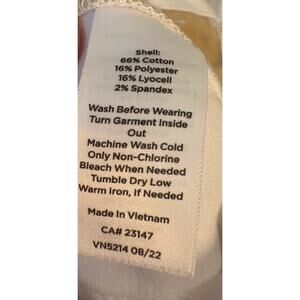 Shell:
66% Cotton
16% Polyester
16% Lyocell
2% Spandex
Wash Before Wearing
Turn Garment Inside
Out
Machine Wash Cold
Only Non-Chlorine
Bleach When Needed
Tumble Dry Low
Warm Iron, if Needed
Made In Vietnam
CA# 23147
VN5214 08/22